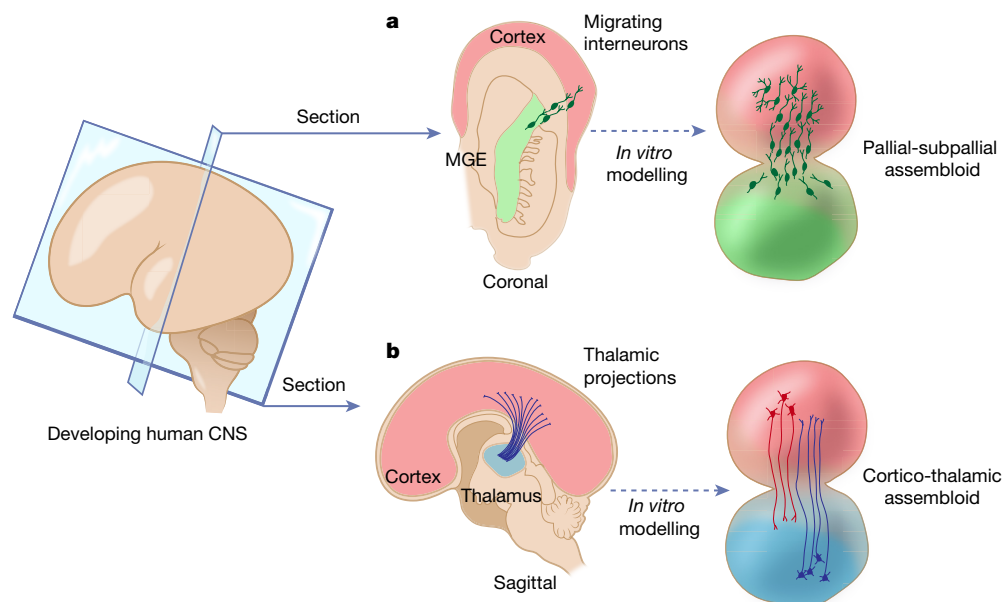 a
Cortex
Migrating
interneurons
Section
MGE
In vitro
modelling
Pallial-subpallial
assembloid
Coronal
b
Thalamic
projections
Section
Developing human CNS
Cortex
Thalamus
In vitro
modelling
Cortico-thalamic
assembloid
Sagittal